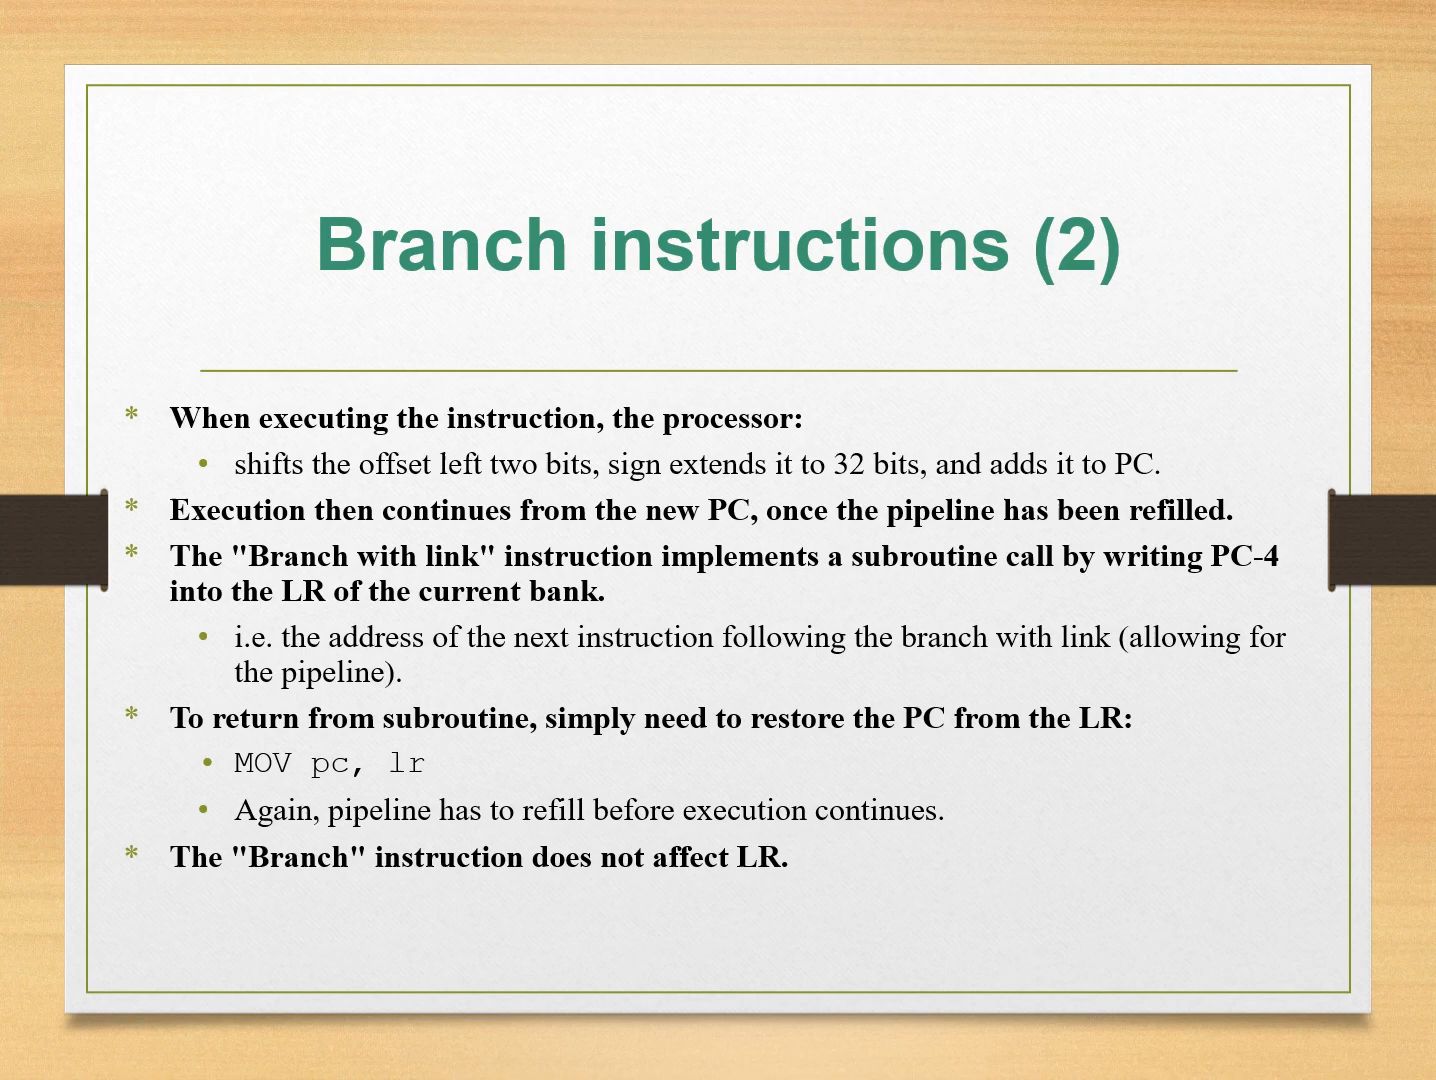 Branch instructions (2)
* When executing the instruction, the processor:
• shifts the offset left two bits, sign extends it to 32 bits, and adds it to PC.
* Execution then continues from the new PC, once the pipeline has been refilled.
* The "Branch with link" instruction implements a subroutine call by writing PC-4
into the LR of the current bank.
• i.e. the address of the next instruction following the branch with link (allowing for
the pipeline).
* To return from subroutine, simply need to restore the PC from the LR:
• MOV pc, lr
• Again, pipeline has to refill before execution continues.
* The "Branch" instruction does not affect LR.